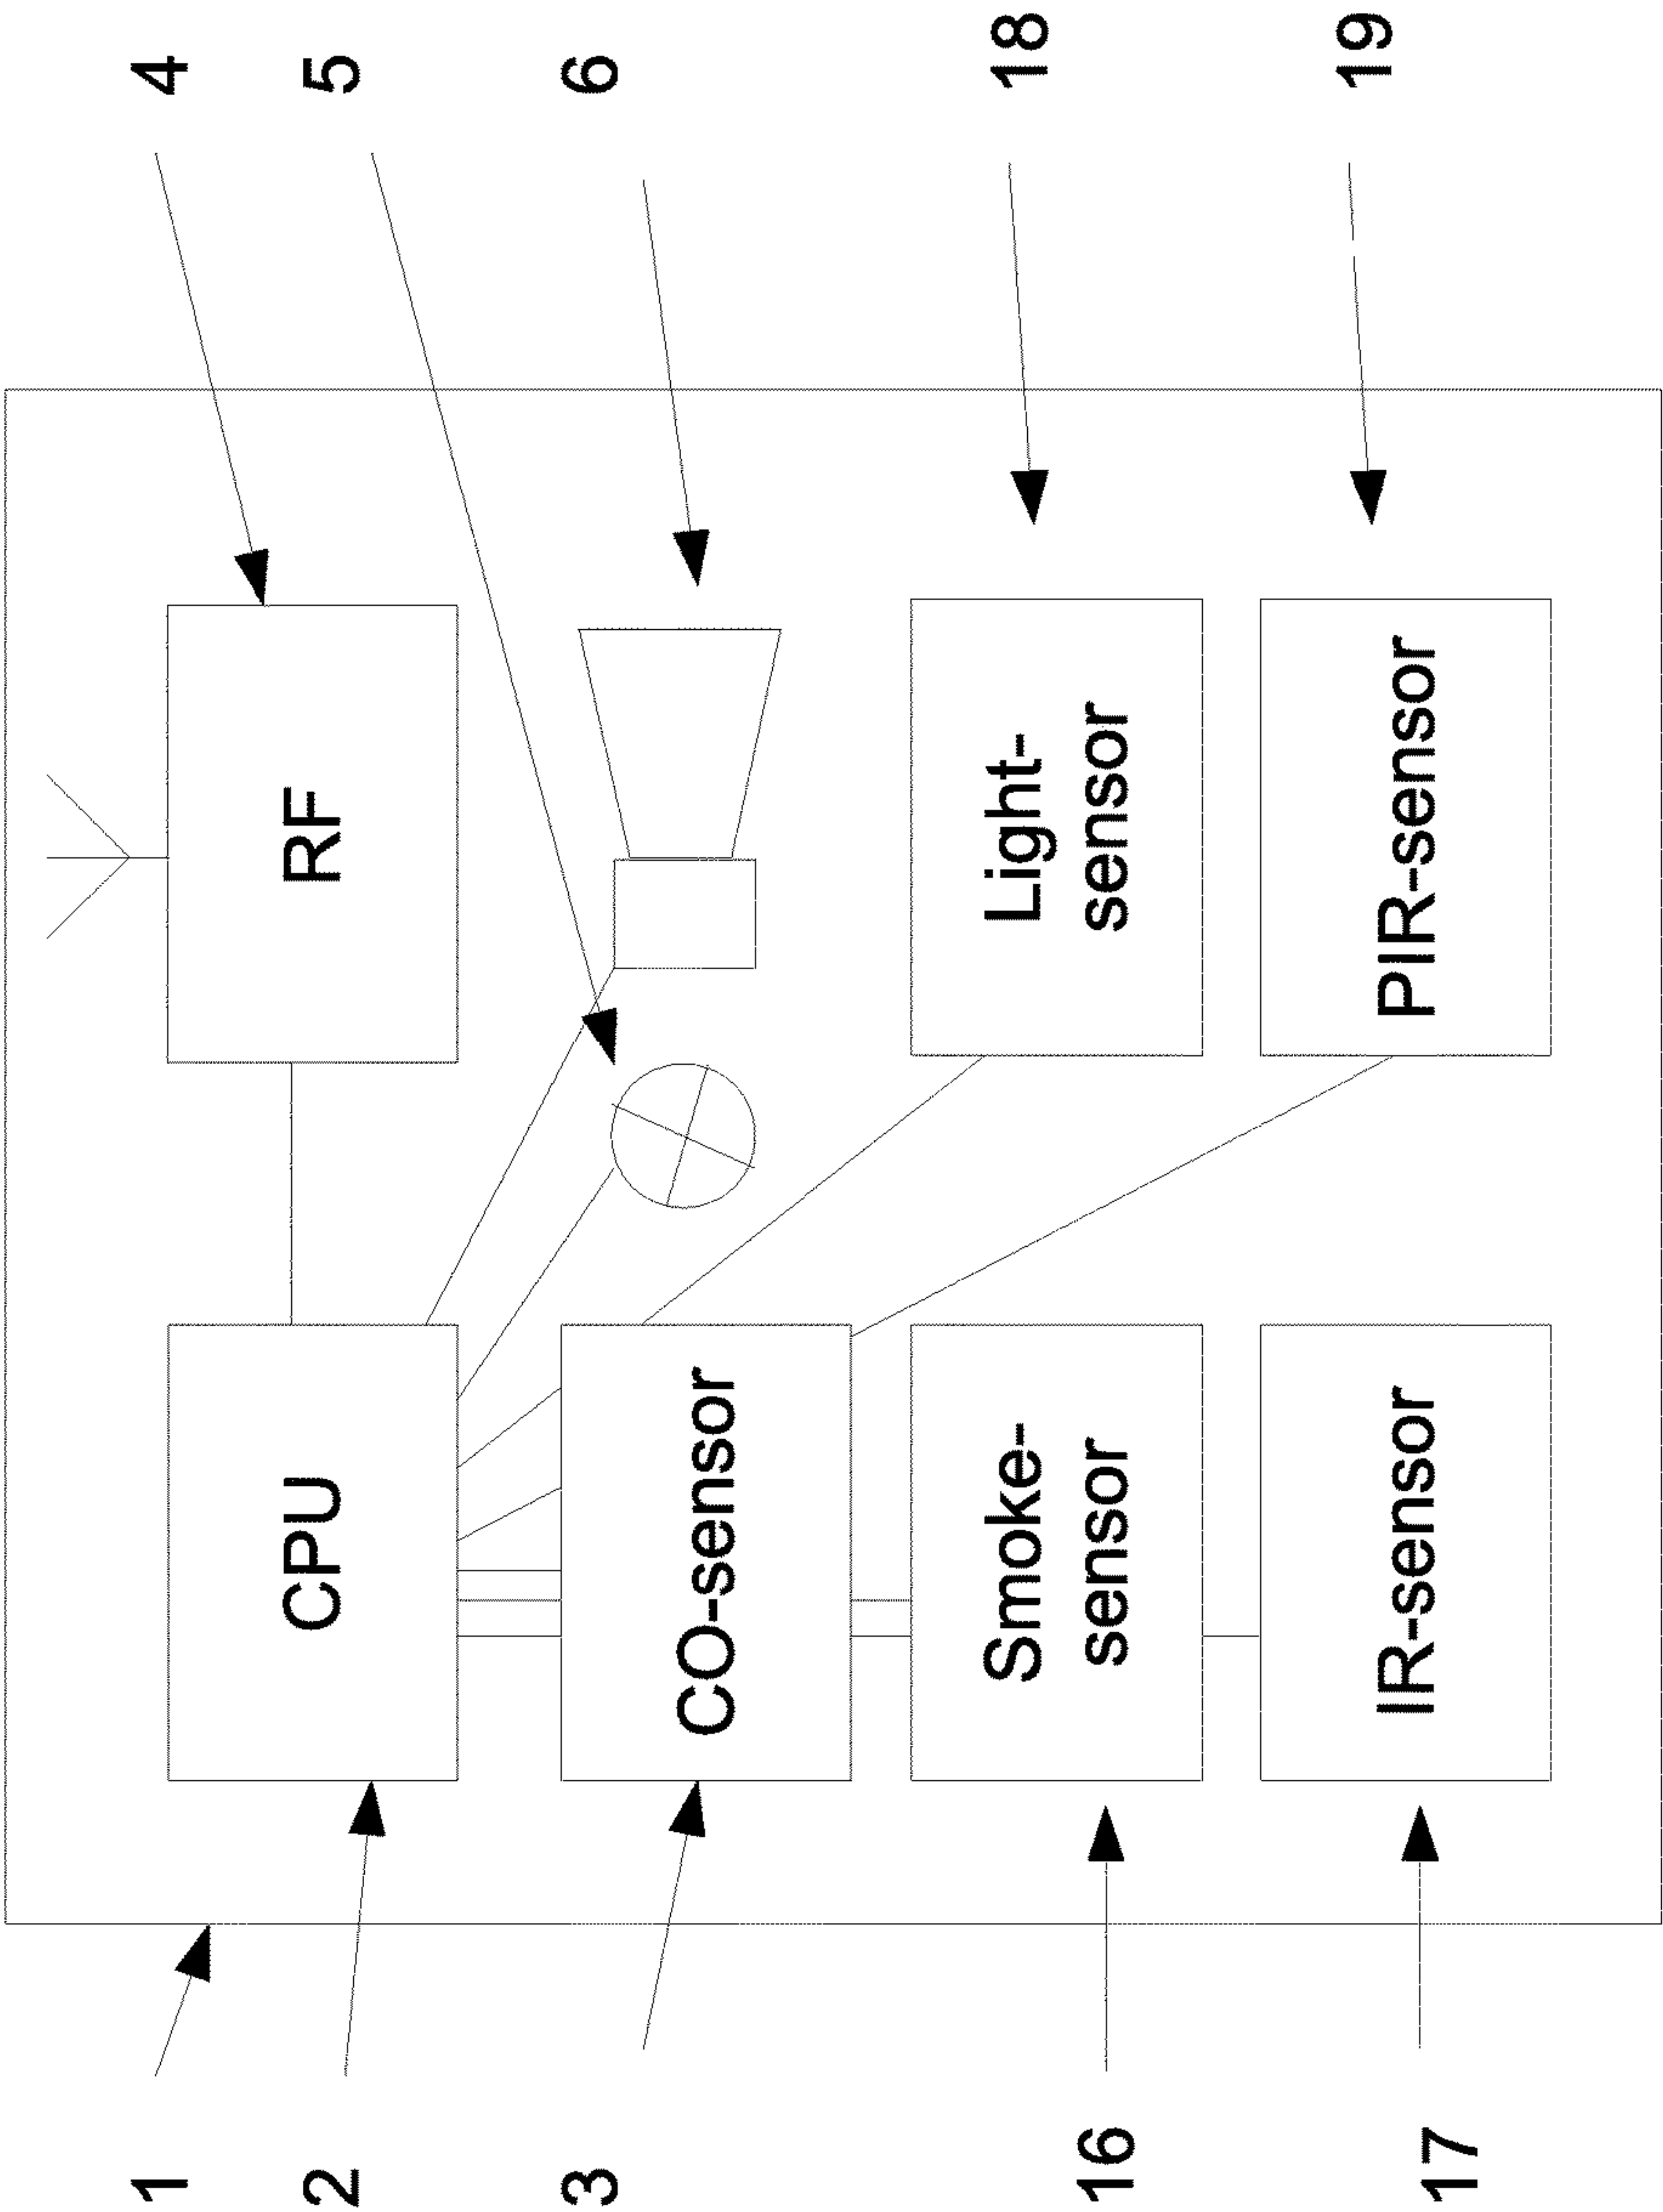 1
4
2
CPU
RF
5
3
CO-sensor
6
16
Smoke-
sensor
Light-
sensor
18
17
IR-sensor
PIR-sensor
19